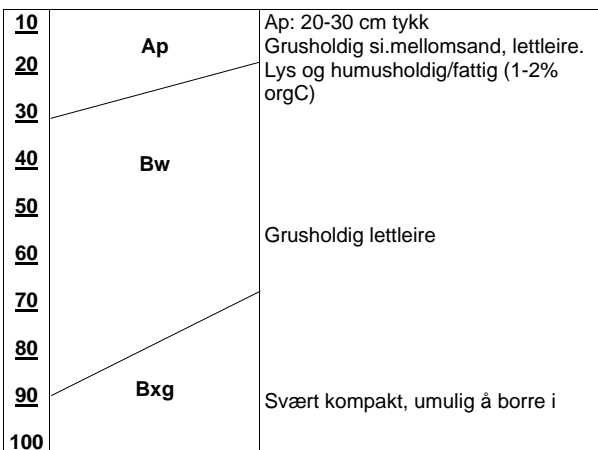 10
Ap
Ap: 20-30 cm tykk
Grusholdig si.mellomsand, lettleire.
20
Lys og humusholdig/fattig (1-2%
orgC)
30
40
Bw
50
Grusholdig lettleire
60
70
80
90
Bxg
Svært kompakt, umulig å borre i
100